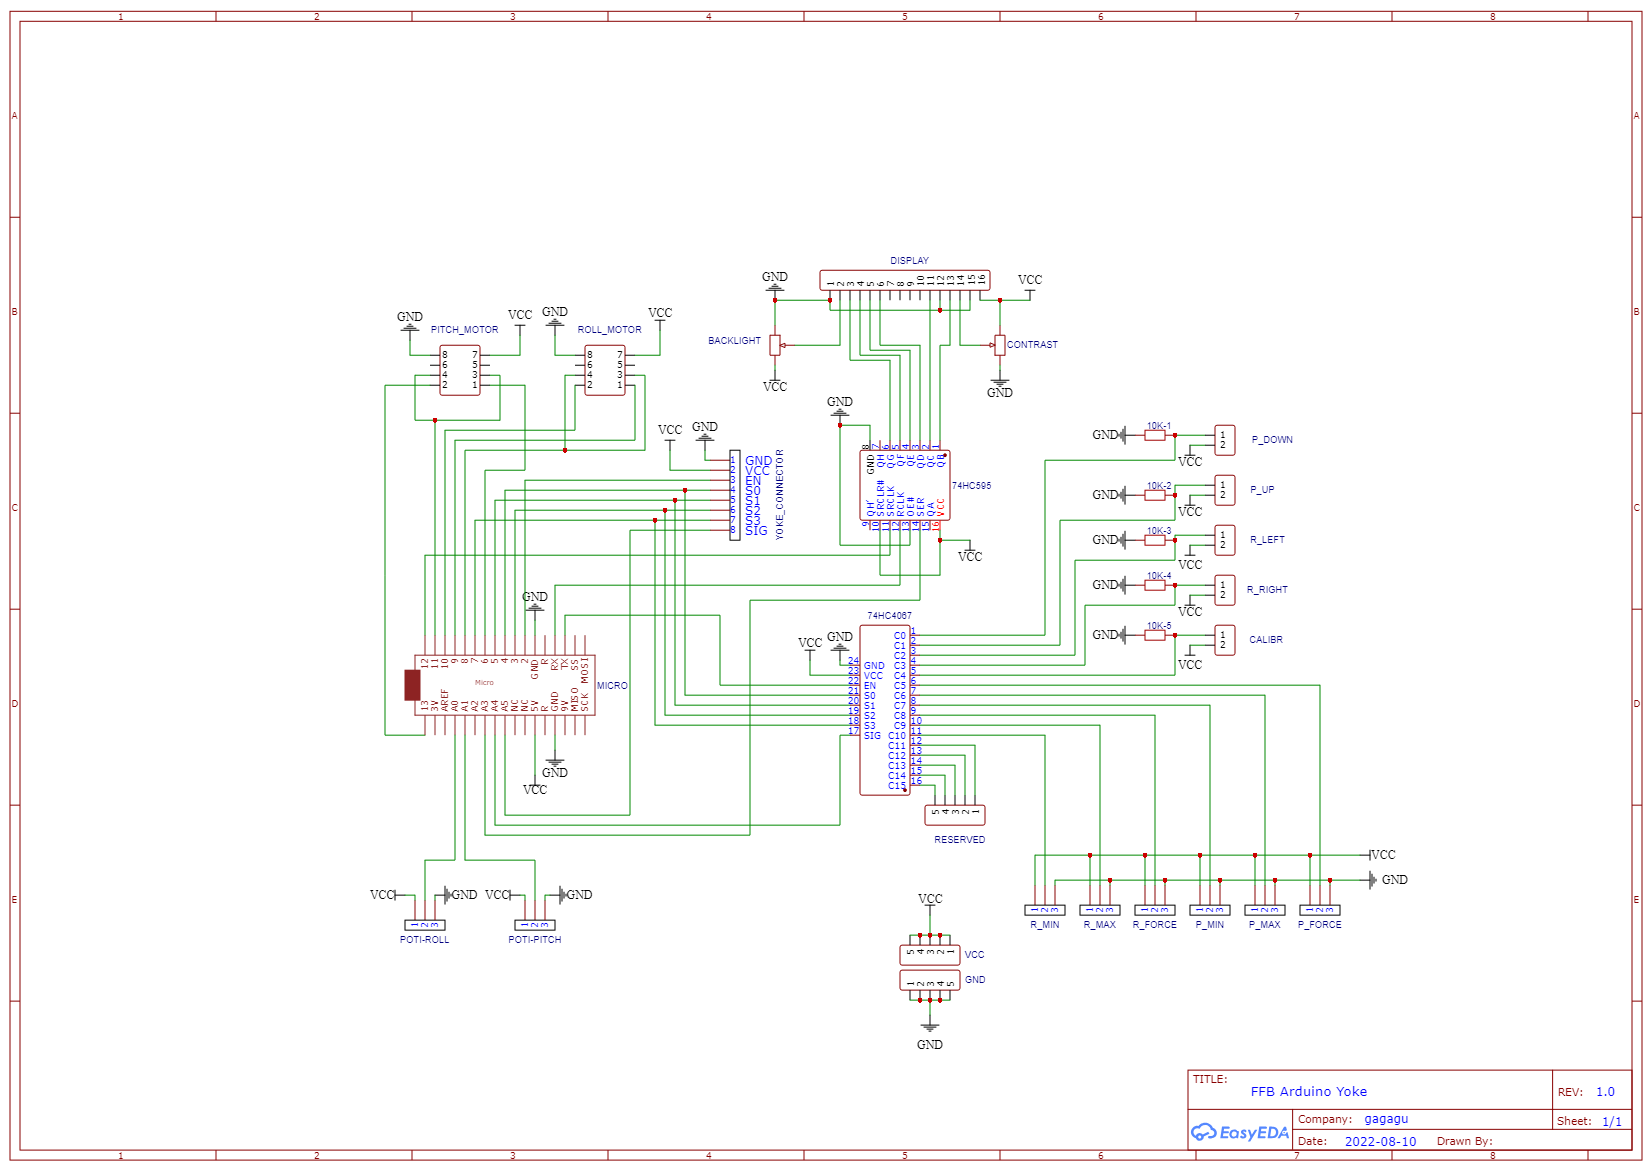 1 2 3 4 5 6 7 8
A A
B B
C C
D D
E E
DISPLAY
GND
VCC
1 2 3 4 5 6 7 8 9 10 11 12 13 14 15 16
BACKLIGHT
CONTRAST
VCC
GND
GND
VCC
GND
VCC
PITCH_MOTOR
ROLL_MOTOR
8 7
6 5
4 3
2 1
8 7
6 5
4 3
2 1
VCC
GND
1 GND
2 VCC
3 EN
4 S0
5 S1
6 S2
7 S3
8 SIG
YOKE_CONNECTOR
GND
8 7 6 5 4 3 2 1
GND QH QG QF QE QD QC QB
74HC595
QH' SRCLR# SRCLK RCLK OE# SER QA VCC
9 10 11 12 13 14 15 16
VCC
GND
10K-1
1
2
P_DOWN
VCC
GND
10K-2
1
2
P_UP
VCC
GND
10K-3
1
2
R_LEFT
VCC
GND
10K-4
1
2
R_RIGHT
VCC
GND
10K-5
1
2
CALIBR
VCC
GND
12 11 10 9 8 7 6 5 4 3 2 GND R RX TX SS MOSI
Micro
MICRO
13 3V AREF A0 A1 A2 A3 A4 A5 NC NC 5V R GND 9V MISO SCK
GND
VCC
74HC4067
VCC
GND
24 GND
23 VCC
22 EN
21 S0
20 S1
19 S2
18 S3
17 SIG
C0 1
C1 2
C2 3
C3 4
C4 5
C5 6
C6 7
C7 8
C8 9
C9 10
C10 11
C11 12
C12 13
C13 14
C14 15
C15 16
5 4 3 2 1
RESERVED
VCC
GND
VCC GND
1 2 3
POTI-ROLL
VCC GND
1 2 3
POTI-PITCH
1 2 3
R_MIN
1 2 3
R_MAX
1 2 3
R_FORCE
1 2 3
P_MIN
1 2 3
P_MAX
1 2 3
P_FORCE
VCC
5 4 3 2 1
VCC
1 2 3 4 5
GND
GND
TITLE:
FFB Arduino Yoke
REV: 1.0
EasyEDA
Company: gagagu
Sheet: 1/1
Date: 2022-08-10 Drawn By:
1 2 3 4 5 6 7 8